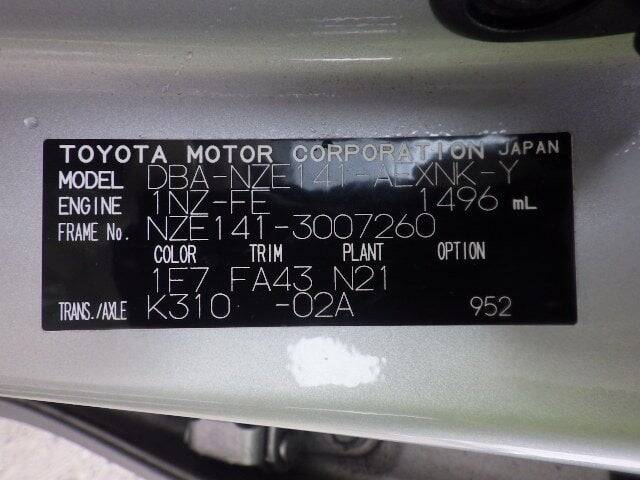 TOYOTA MOTOR CORPORATION JAPAN
MODEL DBA-NZE141-AEXNK-Y
ENGINE 1NZ-FE 1496 mL
FRAME No. NZE141-3007260
COLOR TRIM PLANT OPTION
1E7 FA43 N21
TRANS./AXLE K310 -02A 952